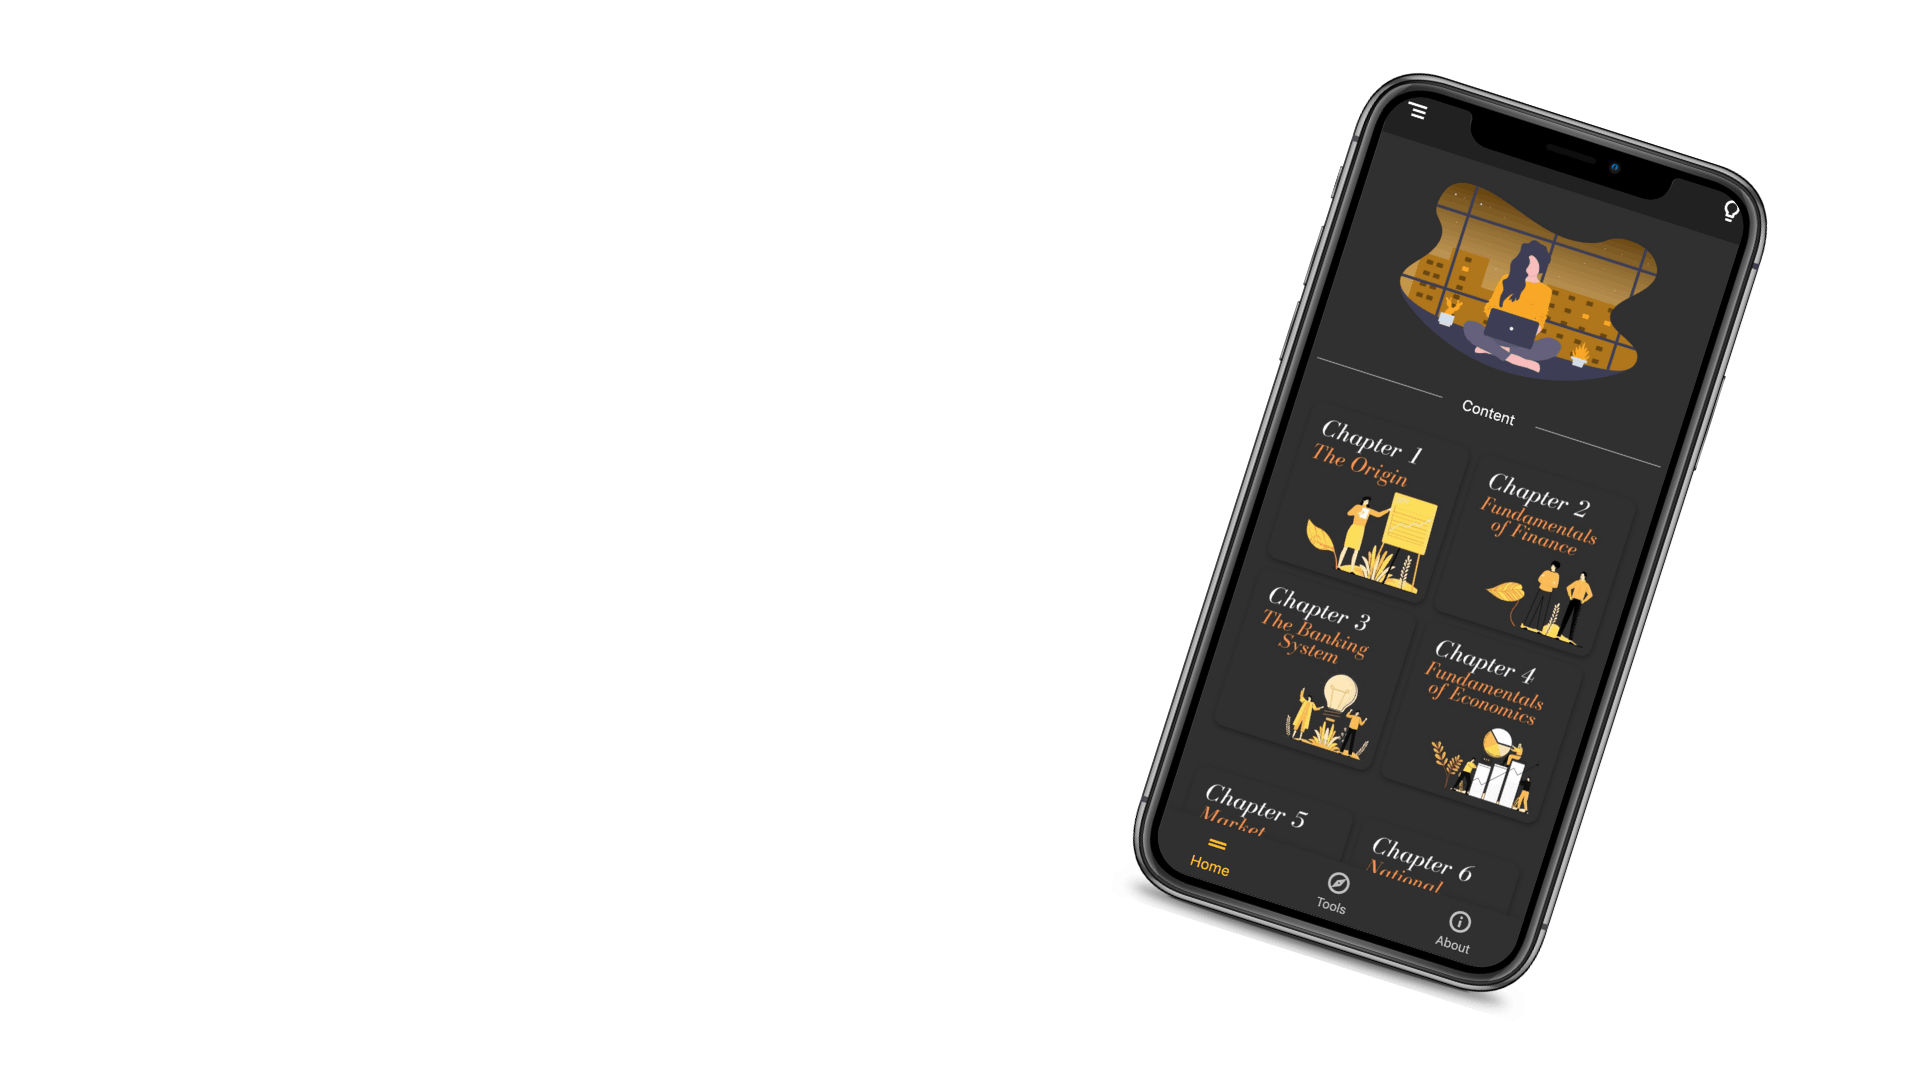 Content
Chapter 1
The Origin
Chapter 2
Fundamentals
of Finance
Chapter 3
The Banking
System
Chapter 4
Fundamentals
of Economics
Chapter 5
Market
Chapter 6
National
Home
Tools
About